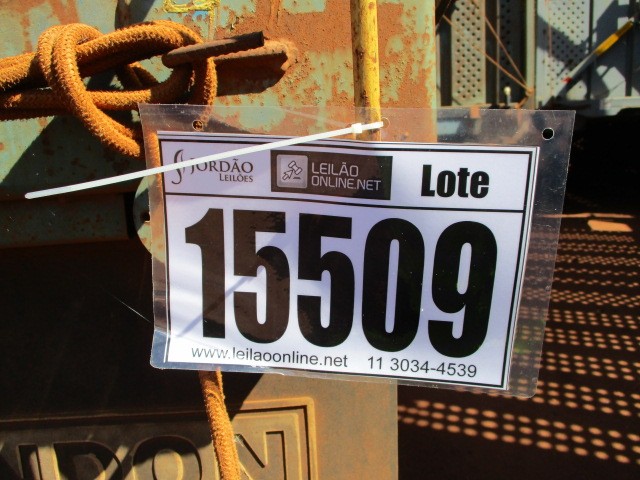 JORDÃO
LEILÕES
LEILÃO
ONLINE.NET
Lote
15509
www.leilaoonline.net 11 3034-4539